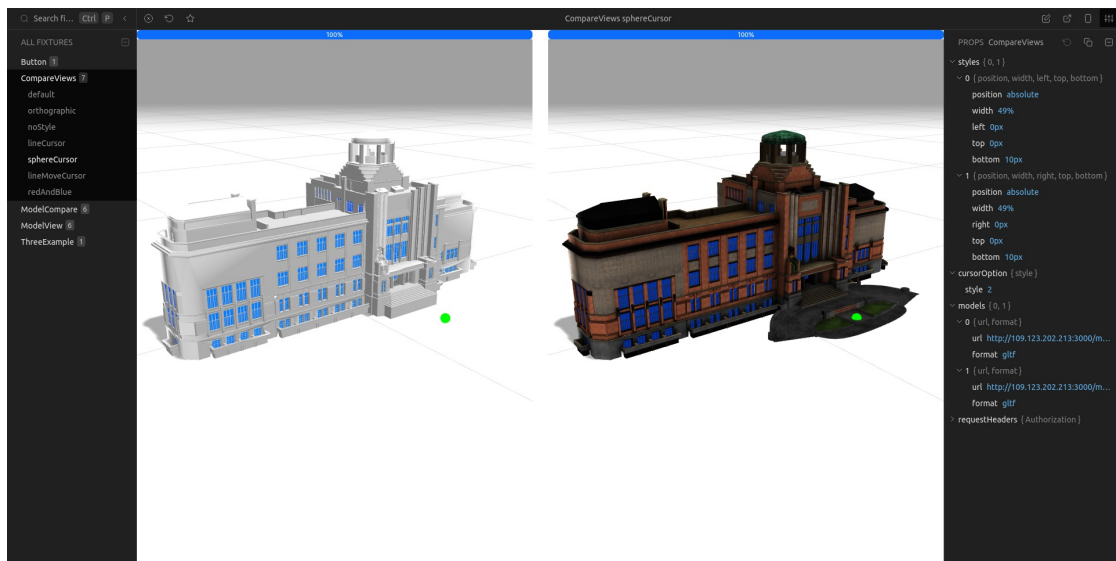 Search fi... Ctrl P
CompareViews sphereCursor
ALL FIXTURES
Button 1
CompareViews 7
default
orthographic
noStyle
lineCursor
sphereCursor
lineMoveCursor
redAndBlue
ModelCompare 6
ModelView 6
ThreeExample 1
100%
100%
PROPS CompareViews
styles { 0, 1 }
0 { position, width, left, top, bottom }
position absolute
width 49%
left 0px
top 0px
bottom 10px
1 { position, width, right, top, bottom }
position absolute
width 49%
right 0px
top 0px
bottom 10px
cursorOption { style }
style 2
models { 0, 1 }
0 { url, format }
url http://109.123.202.213:3000/m...
format gltf
1 { url, format }
url http://109.123.202.213:3000/m...
format gltf
requestHeaders { Authorization }